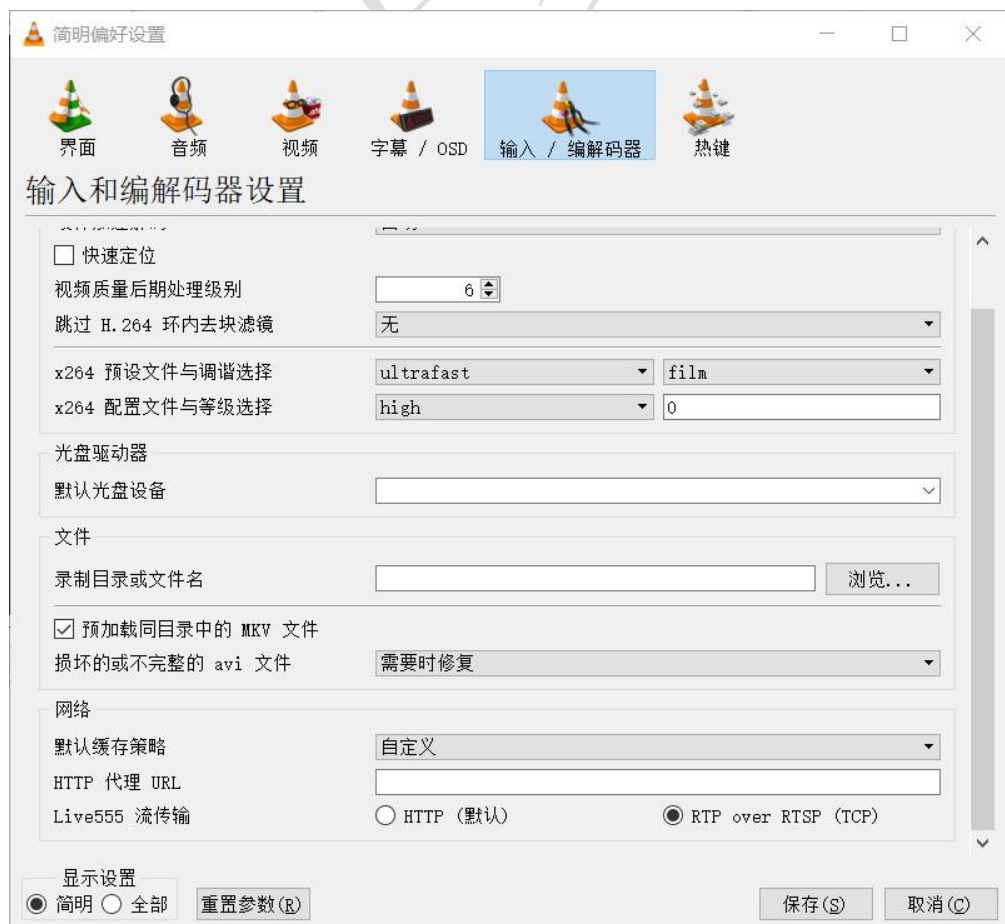 简明偏好设置
界面 音频 视频 字幕 / OSD 输入 / 编解码器 热键
输入和编解码器设置
快速定位
视频质量后期处理级别 6
跳过 H.264 环内去块滤镜 无
x264 预设文件与调谐选择 ultrafast film
x264 配置文件与等级选择 high 0
光盘驱动器
默认光盘设备
文件
录制目录或文件名 浏览...
预加载同目录中的 MKV 文件
损坏的或不完整的 avi 文件 需要时修复
网络
默认缓存策略 自定义
HTTP 代理 URL
Live555 流传输 HTTP (默认) RTP over RTSP (TCP)
显示设置
简明 全部 重置参数(R) 保存(S) 取消(C)